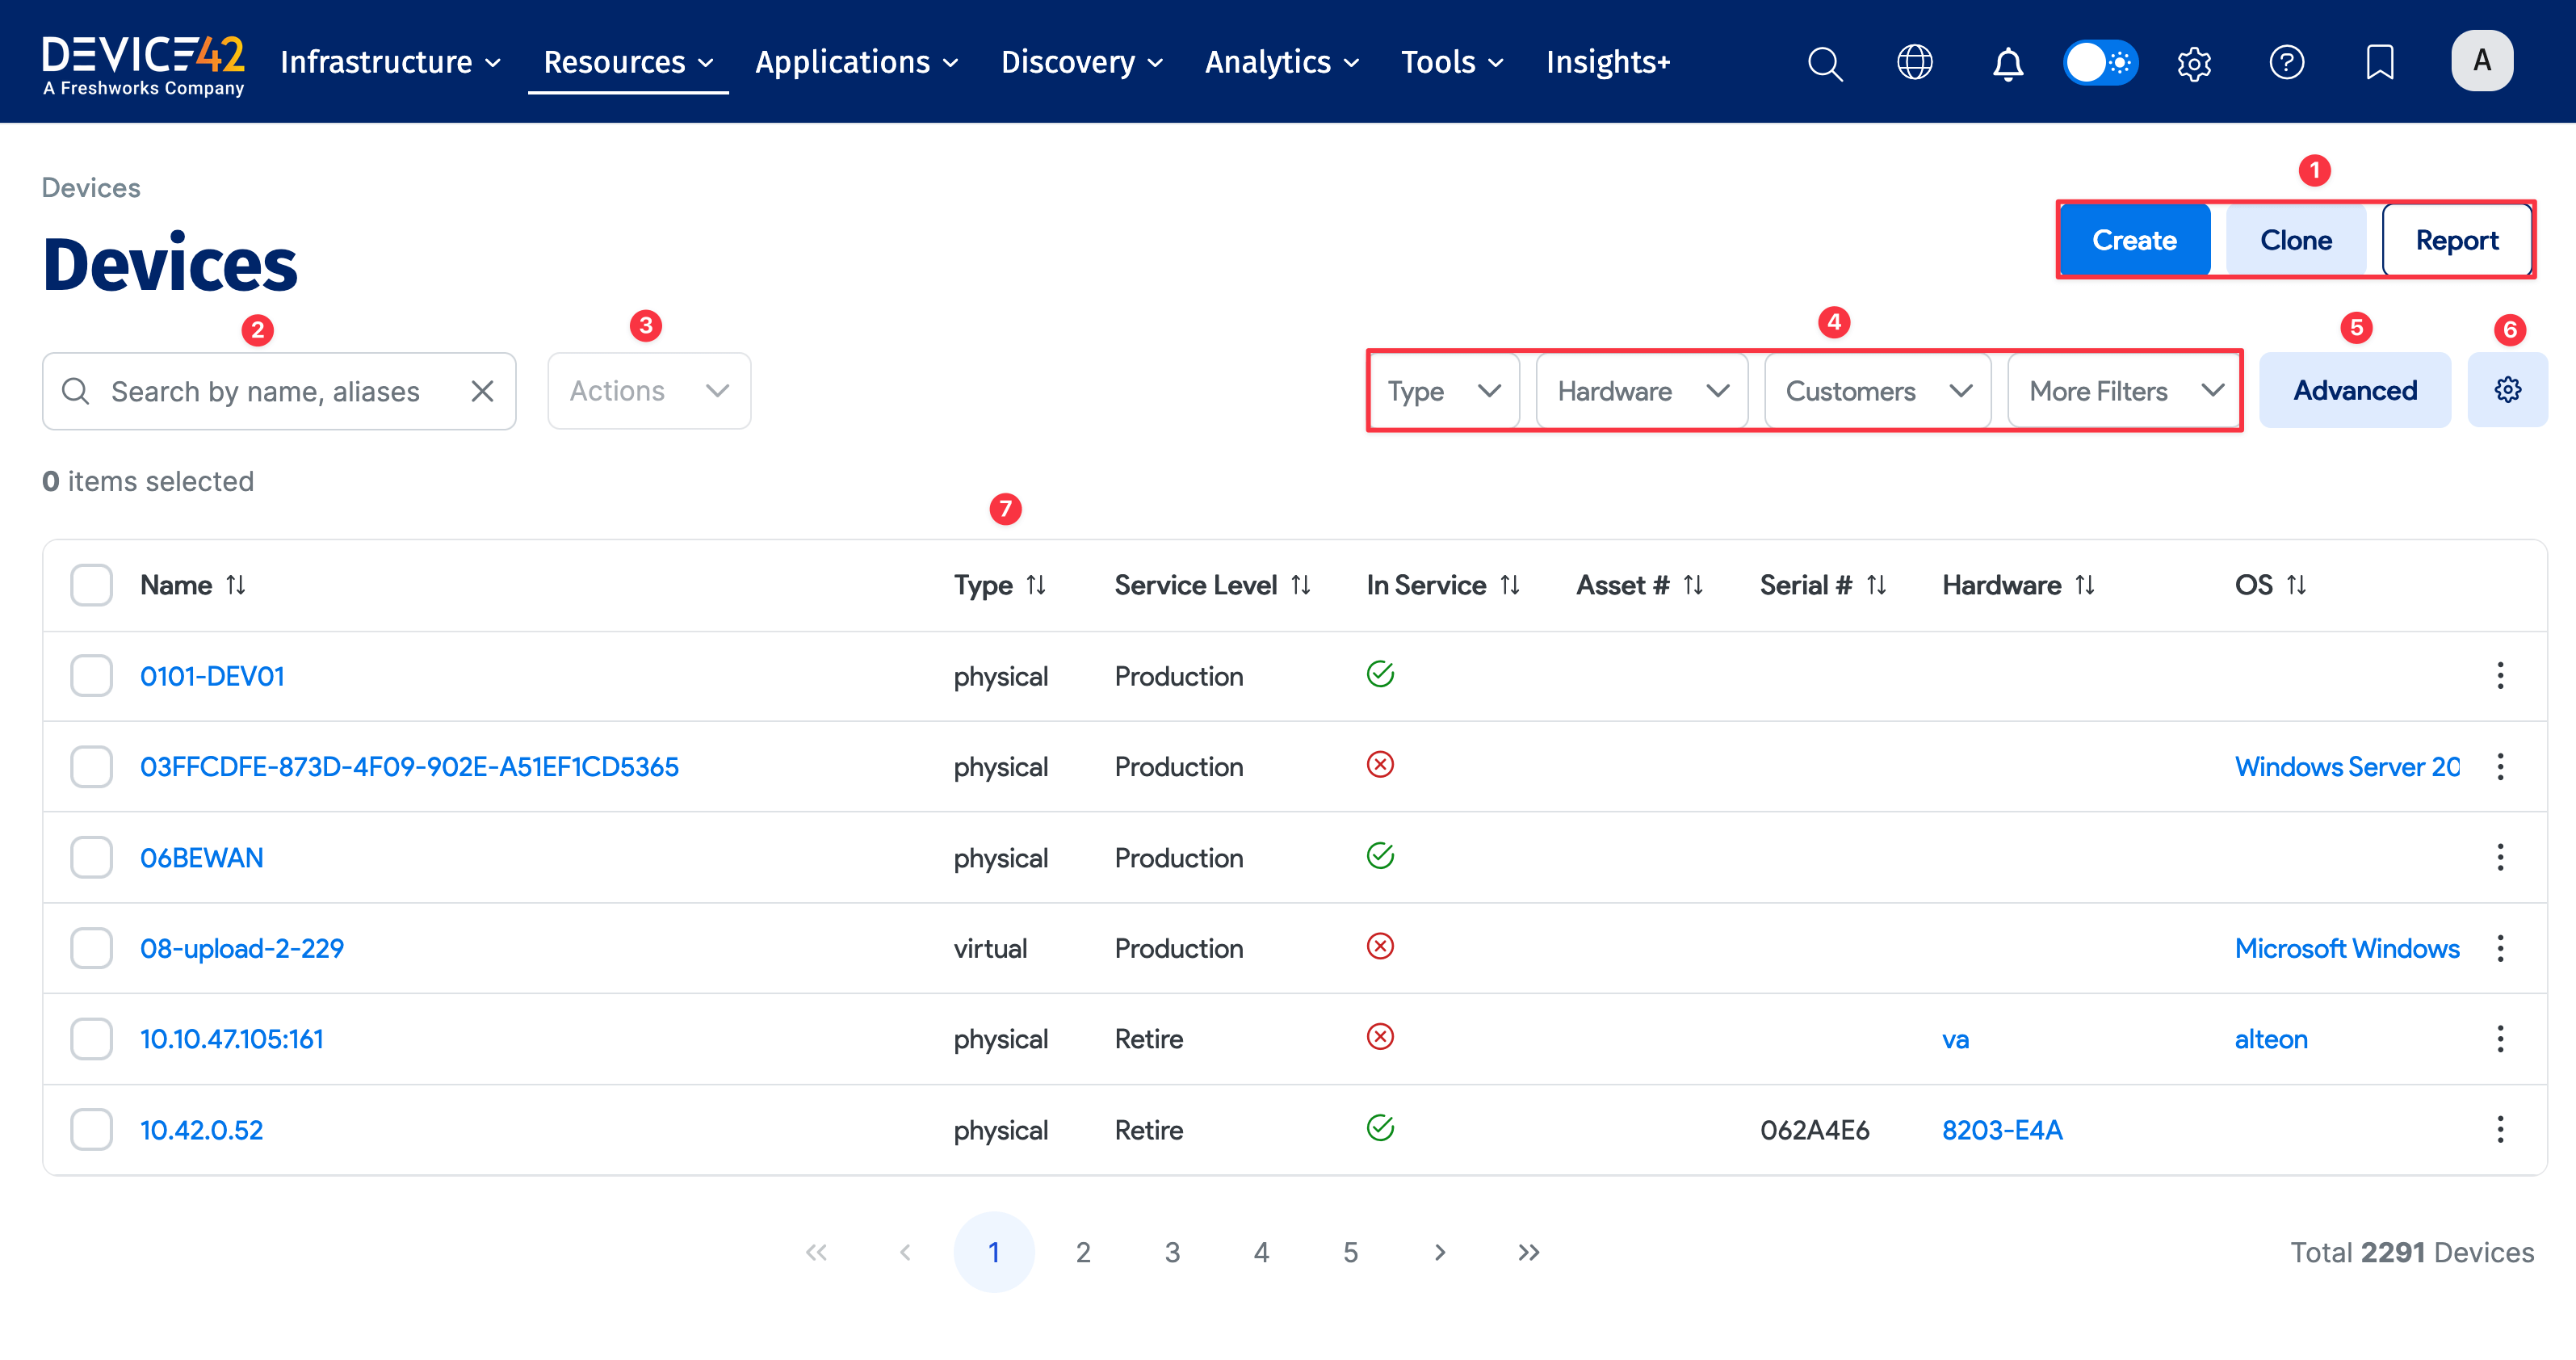 DEVICE42
A Freshworks Company
Infrastructure Resources Applications Discovery Analytics Tools Insights+ A
Devices
Devices
1
Create Clone Report
2 3 4 5 6
Search by name, aliases Actions Type Hardware Customers More Filters Advanced
0 items selected
7
Name Type Service Level In Service Asset # Serial # Hardware OS
0101-DEV01 physical Production
03FFCDFE-873D-4F09-902E-A51EF1CD5365 physical Production Windows Server 20
06BEWAN physical Production
08-upload-2-229 virtual Production Microsoft Windows
10.10.47.105:161 physical Retire va alteon
10.42.0.52 physical Retire 062A4E6 8203-E4A
1 2 3 4 5 Total 2291 Devices